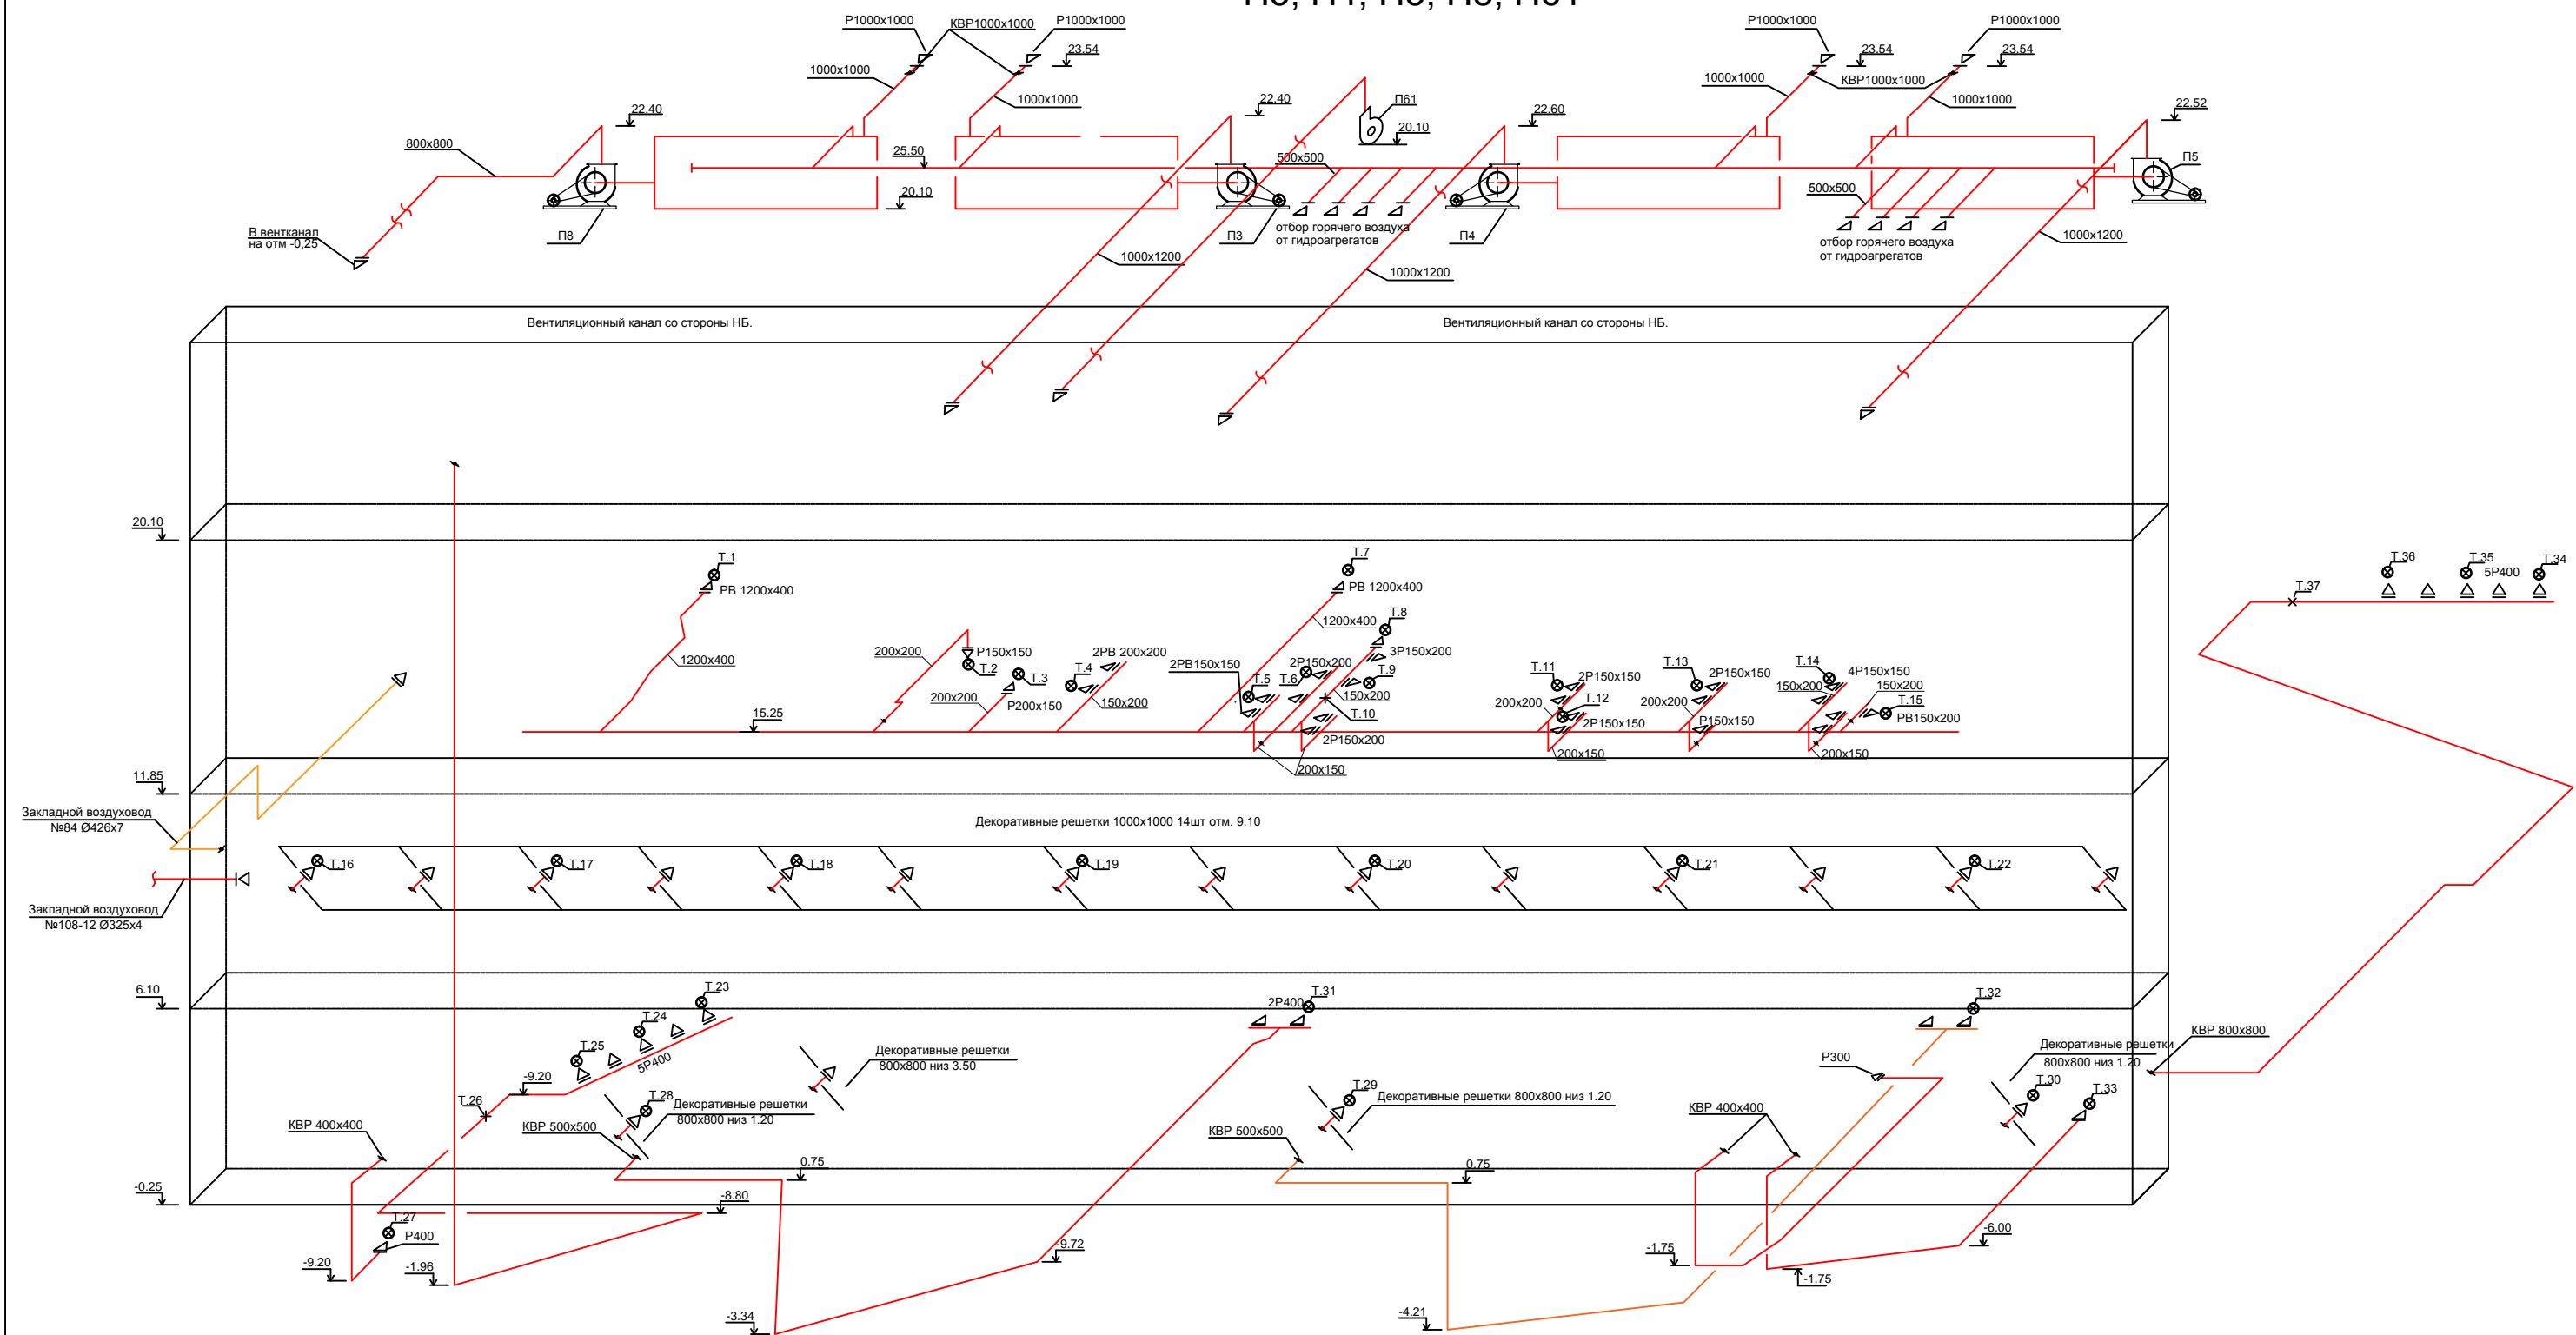 Р1000х1000
КВР1000х1000
Р1000х1000
Р1000х1000
Р1000х1000
23.54
23.54
23.54
1000х1000
1000х1000
1000х1000
КВР1000х1000
1000х1000
22.40
22.40
П61
22.60
22.52
20.10
800х800
25.50
500х500
П5
20.10
500х500
В вентканал
на отм -0,25
П8
П3
отбор горячего воздуха
от гидроагрегатов
П4
отбор горячего воздуха
от гидроагрегатов
1000х1200
1000х1200
1000х1200
Вентиляционный канал со стороны НБ.
Вентиляционный канал со стороны НБ.
20.10
Т.1
РВ 1200х400
Т.7
РВ 1200х400
Т.36
Т.35
Т.34
5Р400
Т.37
Т.8
1200х400
200х200
Р150х150
2РВ 200х200
3Р150х200
1200х400
Т.2
Т.3
Т.4
2РВ150х150
2Р150х200
Т.5
Т.6
Т.9
Т.11
2Р150х150
Т.13
2Р150х150
Т.14
4Р150х150
200х200
Р200х150
150х200
150х200
200х200
Т.12
200х200
150х200
150х200
Т.15
15.25
Т.10
2Р150х200
2Р150х150
Р150х150
РВ150х200
200х150
200х150
200х150
11.85
Закладной воздуховод
№84 Ø426х7
Декоративные решетки 1000х1000 14шт отм. 9.10
Т.16
Т.17
Т.18
Т.19
Т.20
Т.21
Т.22
Закладной воздуховод
№108-12 Ø325х4
6.10
Т.23
Т.24
Т.25
5Р400
2Р400
Т.31
Т.32
КВР 800х800
Декоративные решетки
800х800 низ 3.50
Р300
Декоративные решетки
800х800 низ 1.20
-9.20
Т.26
Т.28
Декоративные решетки
800х800 низ 1.20
Т.29
Декоративные решетки 800х800 низ 1.20
Т.30
Т.33
КВР 400х400
КВР 500х500
КВР 500х500
КВР 400х400
0.75
0.75
-0.25
-8.80
Т.27
Р400
-9.20
-1.96
-9.72
-1.75
-6.00
-1.75
-3.34
-4.21